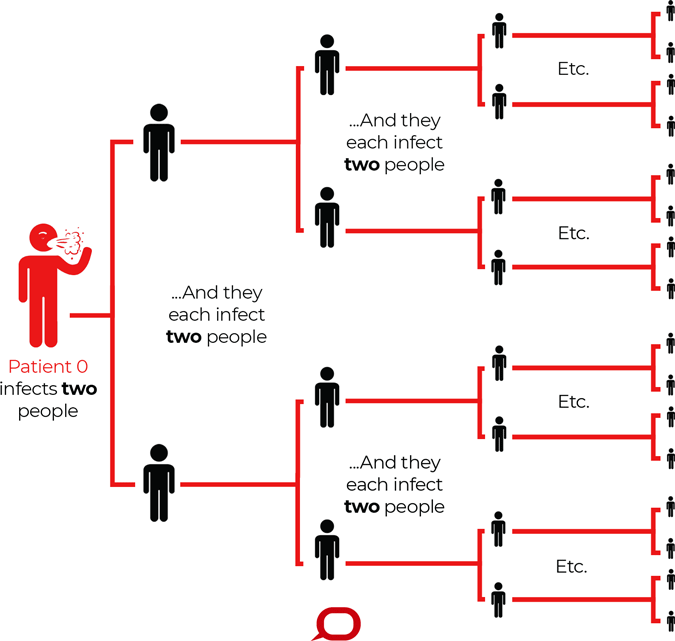 Patient 0
infects two
people
...And they
each infect
two people
...And they
each infect
two people
...And they
each infect
two people
Etc.
Etc.
Etc.
Etc.